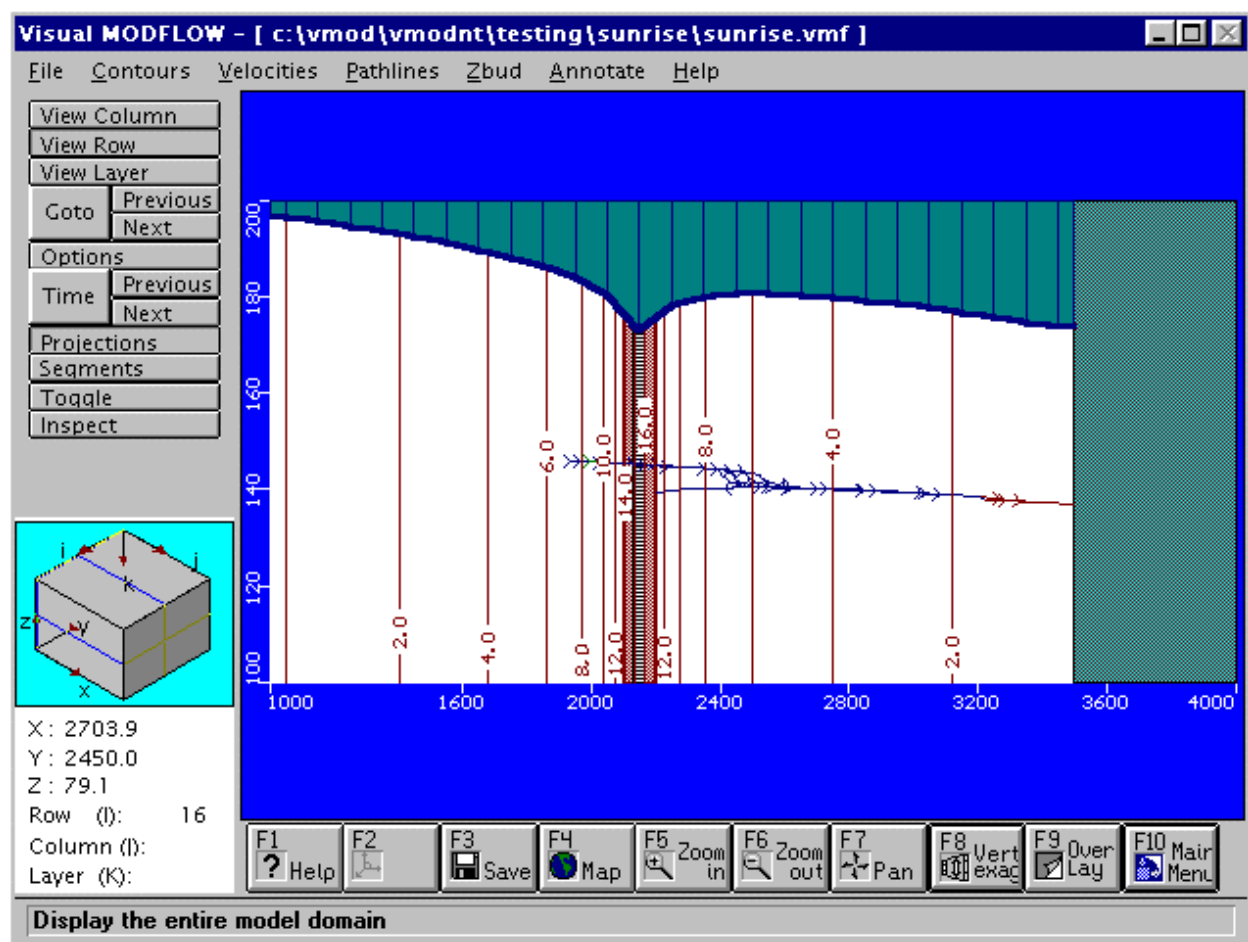 Visual MODFLOW - [ c:\vmod\vmodnt\testing\sunrise\sunrise.vmf ]
File Contours Velocities Pathlines Zbud Annotate Help
View Column
View Row
View Layer
Goto
Previous
Next
Options
Time
Previous
Next
Projections
Segments
Toggle
Inspect
200
180
160
140
120
100
6.0
10.0
14.0
16.0
8.0
4.0
2.0
4.0
8.0
12.0
12.0
2.0
1000 1600 2000 2400 2800 3200 3600 4000
i
j
K
Z
y
X
X : 2703.9
Y : 2450.0
Z : 79.1
Row (I): 16
Column (J):
Layer (K):
F1 ? Help
F2
F3 Save
F4 Map
F5 Zoom in
F6 Zoom out
F7 Pan
F8 Vert exag
F9 Over Lay
F10 Main Menu
Display the entire model domain